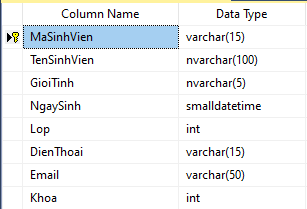 Column Name Data Type
MaSinhVien varchar(15)
TenSinhVien nvarchar(100)
GioiTinh nvarchar(5)
NgaySinh smalldatetime
Lop int
DienThoai varchar(15)
Email varchar(50)
Khoa int